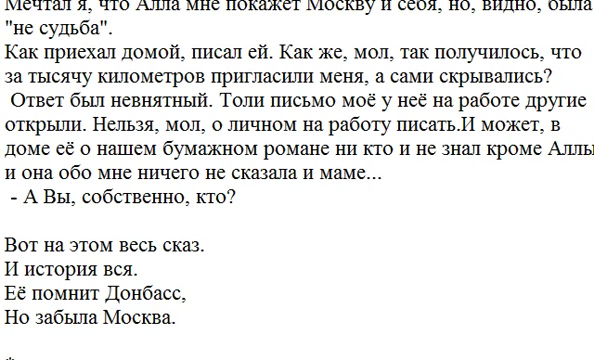 Мечтал я, что Алла мне покажет Москву и себя, но, видно, была
"не судьба".
Как приехал домой, писал ей. Как же, мол, так получилось, что
за тысячу километров пригласили меня, а сами скрывались?
Ответ был невнятный. Толи письмо моё у неё на работе другие
открыли. Нельзя, мол, о личном на работу писать.И может, в
доме её о нашем бумажном романе ни кто и не знал кроме Аллы
и она обо мне ничего не сказала и маме...
- А Вы, собственно, кто?
Вот на этом весь сказ.
И история вся.
Её помнит Донбасс,
Но забыла Москва.
*